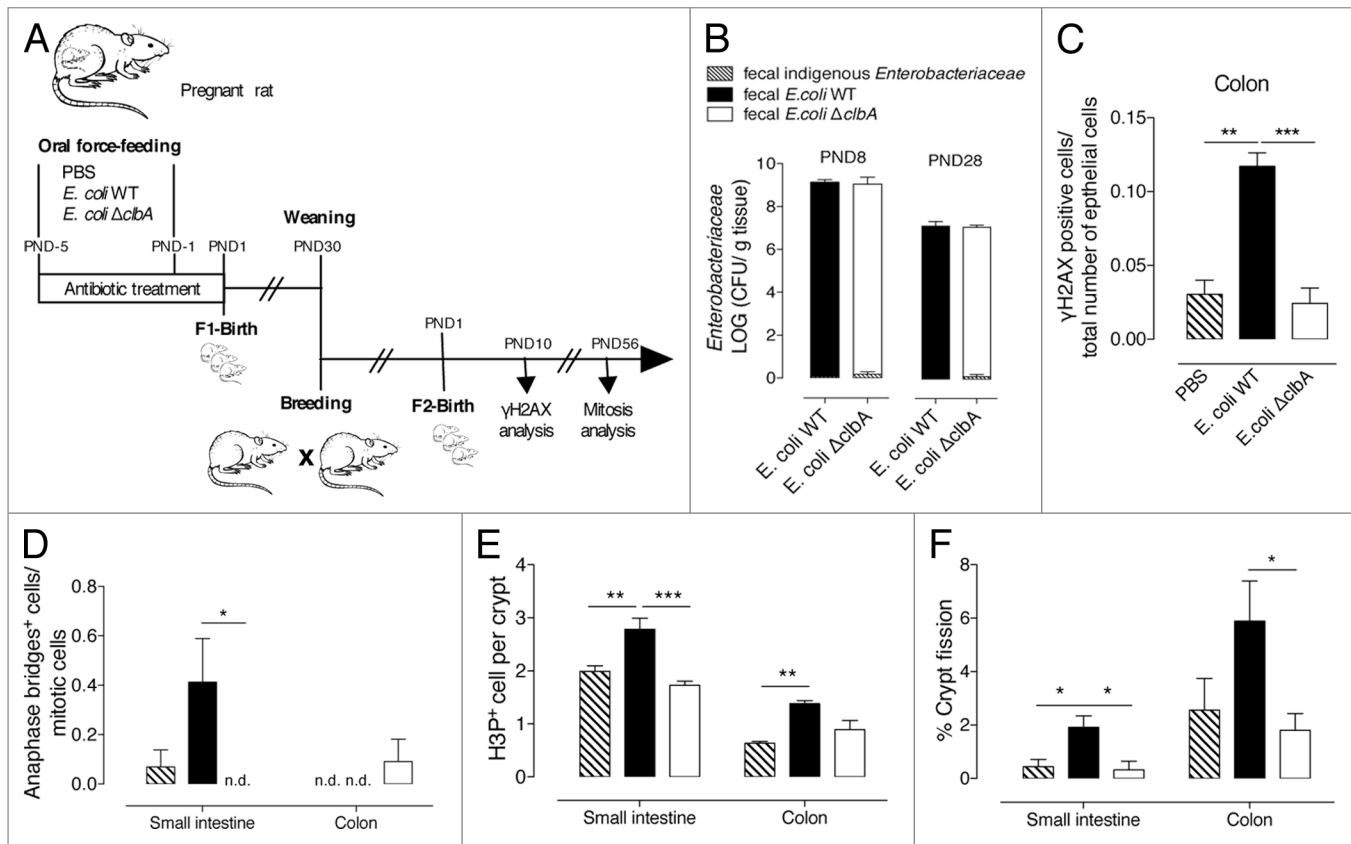 A
Pregnant rat
Oral force-feeding
PBS
E. coli WT
E. coli ΔclbA
Weaning
PND-5
PND-1
PND1
PND30
Antibiotic treatment
F1-Birth
PND1
PND10
PND56
Breeding
F2-Birth
γH2AX
analysis
Mitosis
analysis
X
B
fecal indigenous Enterobacteriaceae
fecal E.coli WT
fecal E.coli ΔclbA
PND8
PND28
Enterobacteriaceae
LOG (CFU/ g tissue)
10
8
6
4
2
0
E. coli WT
E. coli ΔclbA
E. coli WT
E. coli ΔclbA
C
Colon
γH2AX positive cells/
total number of epthelial cells
0.15
0.10
0.05
0.00
**
***
PBS
E. coli WT
E.coli ΔclbA
D
Anaphase bridges+ cells/
mitotic cells
0.8
0.6
0.4
0.2
0.0
*
n.d.
n.d. n.d.
Small intestine
Colon
E
H3P+ cell per crypt
4
3
2
1
0
**
***
**
Small intestine
Colon
F
% Crypt fission
8
6
4
2
0
*
*
*
Small intestine
Colon